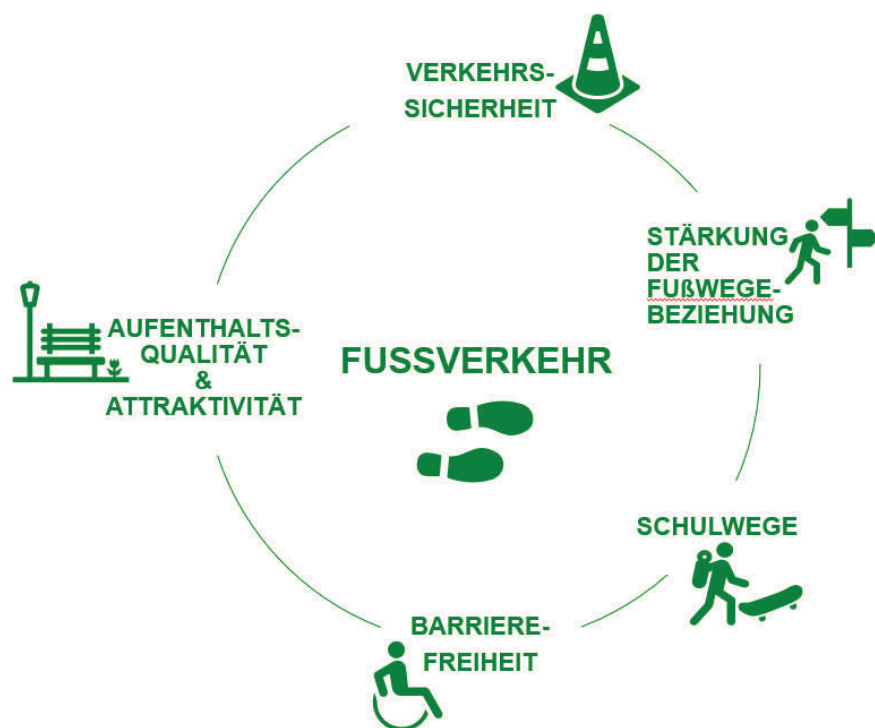 VERKEHRS-
SICHERHEIT
STÄRKUNG
DER
FUßWEGE-
BEZIEHUNG
AUFENTHALTS-
QUALITÄT
&
ATTRAKTIVITÄT
FUSSVERKEHR
SCHULWEGE
BARRIERE-
FREIHEIT